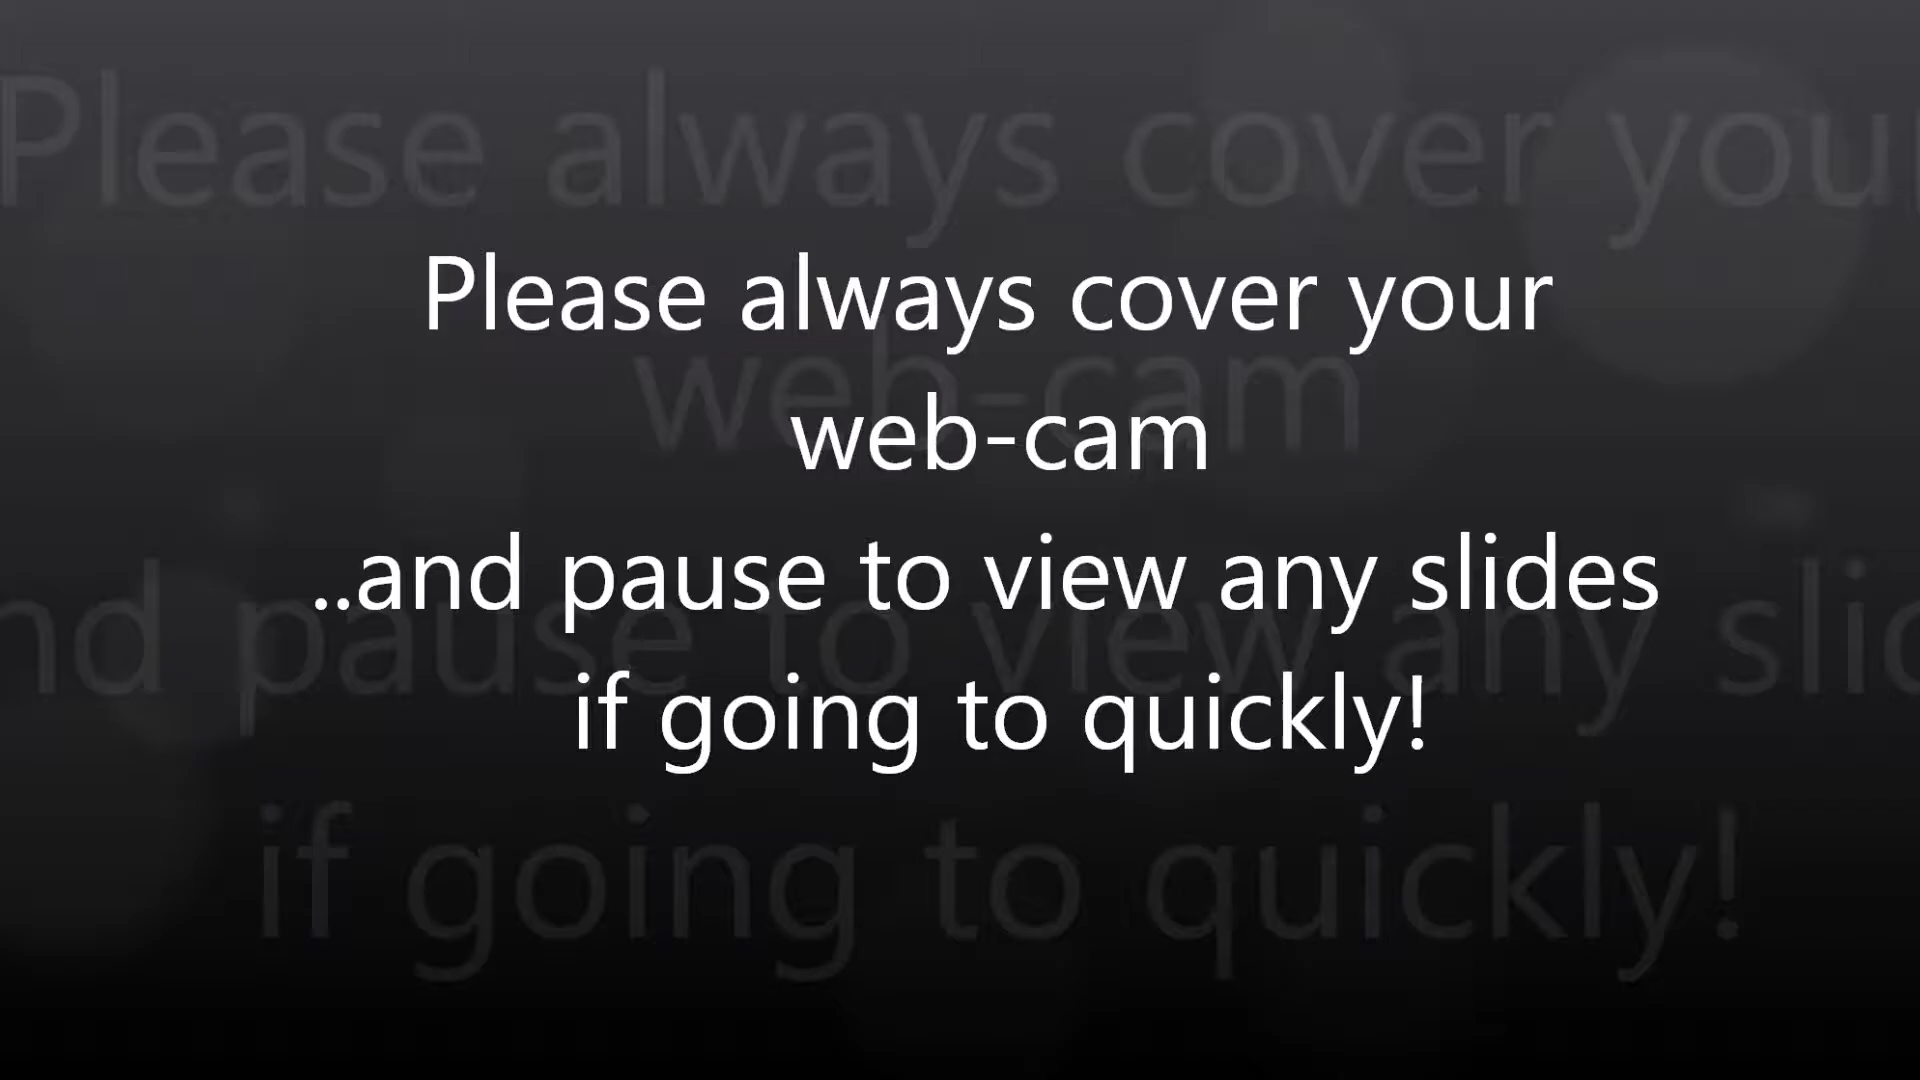 Please always cover your
web-cam
..and pause to view any slides
if going to quickly!